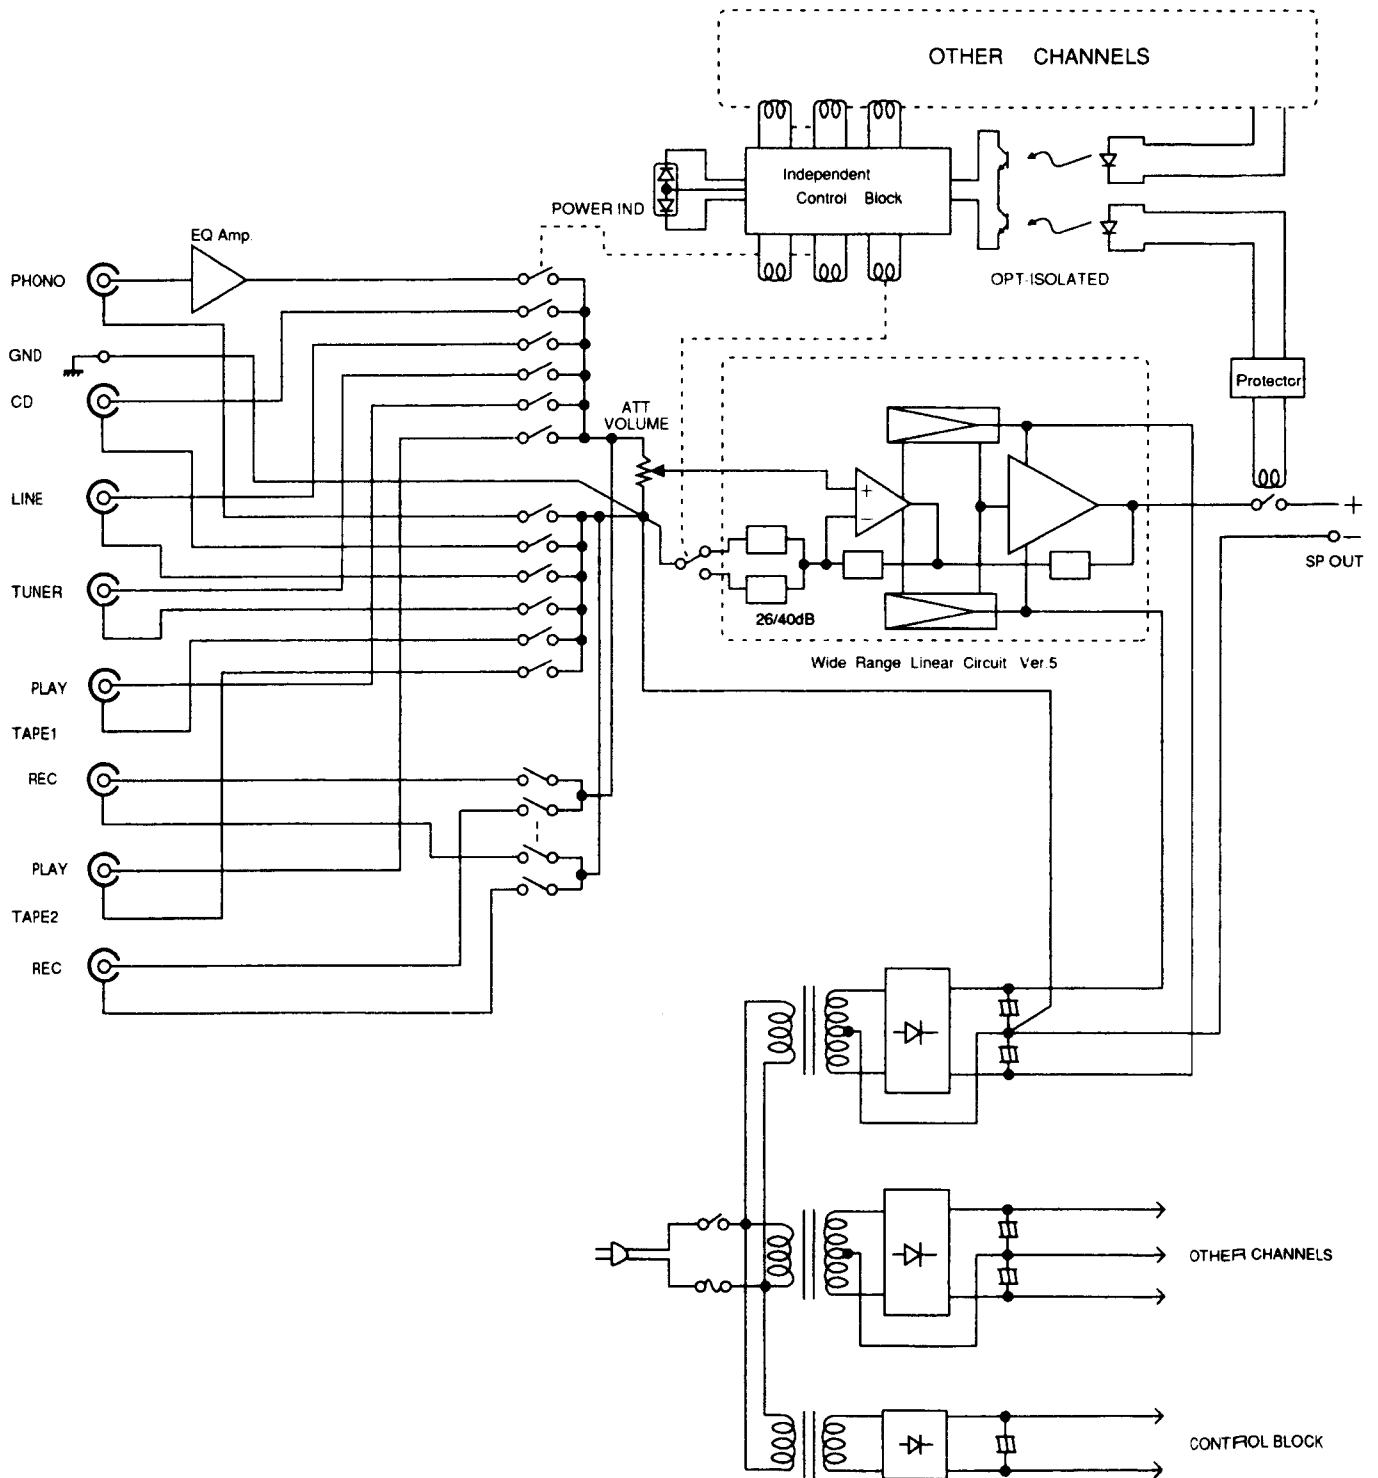 OTHER CHANNELS
Independent
Control Block
POWER IND
OPT-ISOLATED
EQ Amp.
PHONO
GND
CD
LINE
TUNER
PLAY
TAPE1
REC
PLAY
TAPE2
REC
ATT
VOLUME
Protector
+
−
+
−
SP OUT
26/40dB
Wide Range Linear Circuit Ver.5
OTHER CHANNELS
CONTROL BLOCK